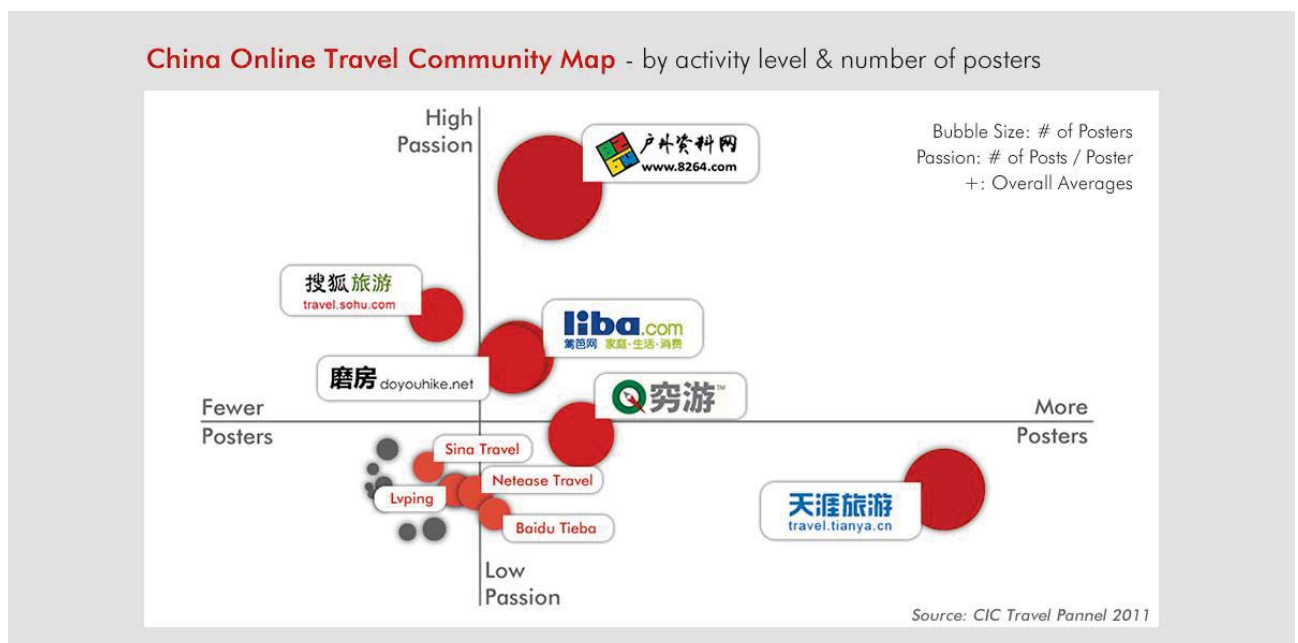 China Online Travel Community Map - by activity level & number of posters
High
Passion
户外资料网
www.8264.com
Bubble Size: # of Posters
Passion: # of Posts / Poster
+: Overall Averages
搜狐旅游
travel.sohu.com
liba.com
篱笆网 家庭·生活·消费
磨房 doyouhike.net
穷游™
Fewer
Posters
More
Posters
Sina Travel
Netease Travel
Lvping
Baidu Tieba
天涯旅游
travel.tianya.cn
Low
Passion
Source: CIC Travel Pannel 2011